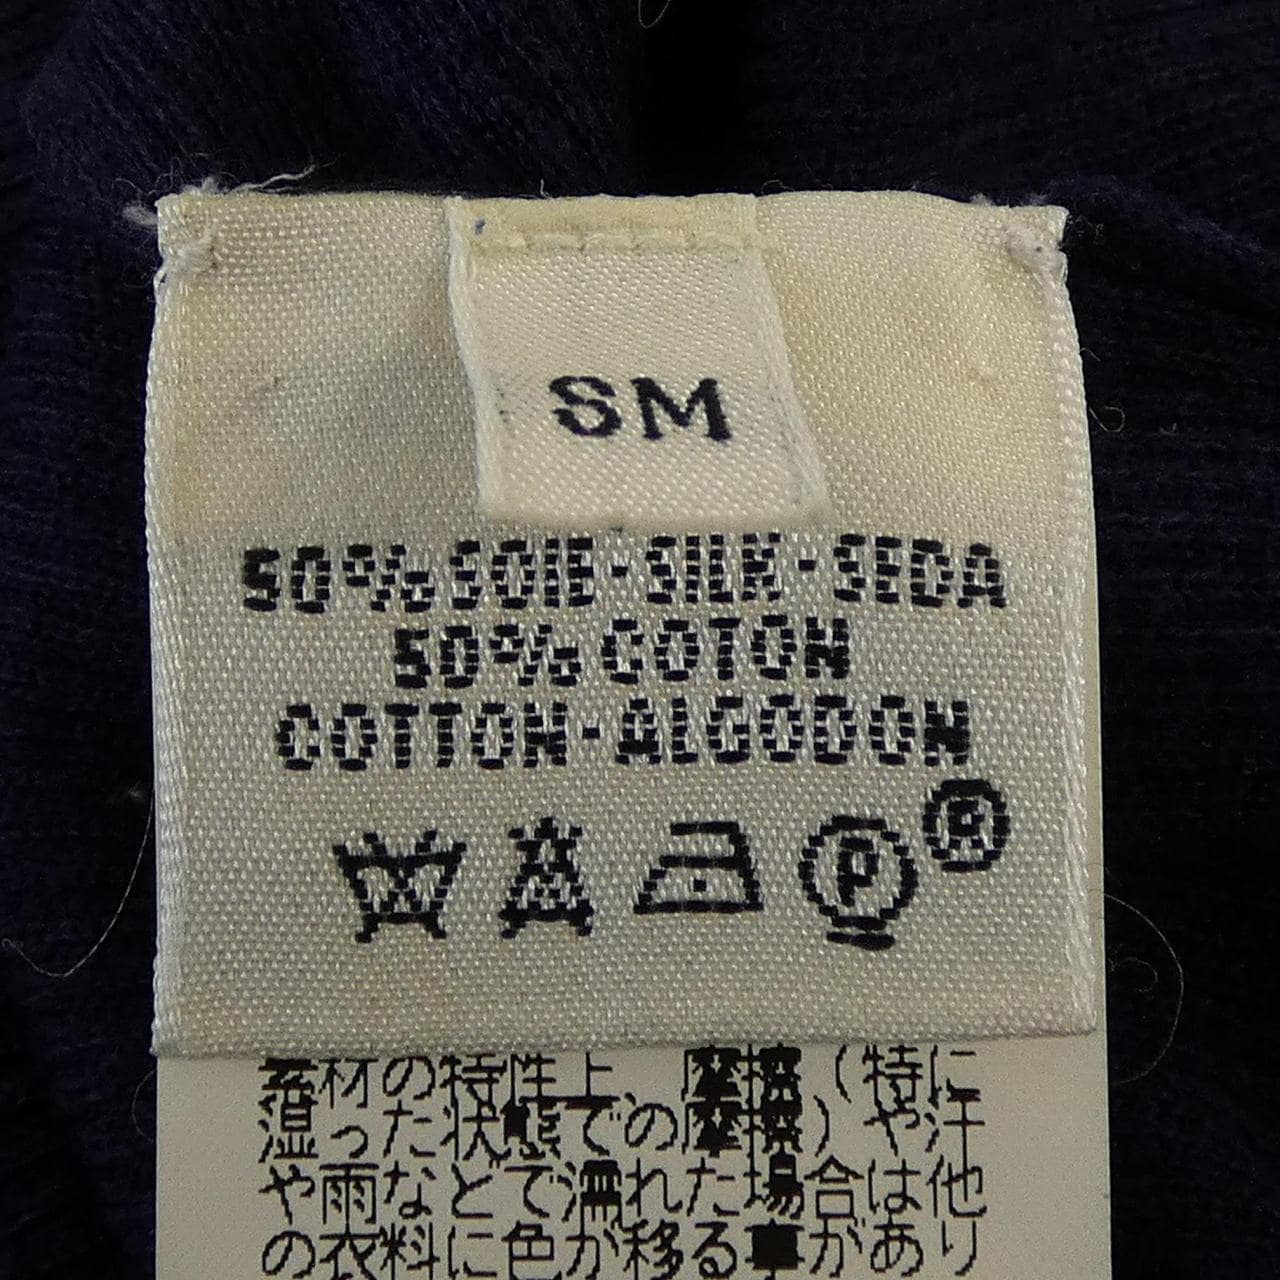 SM
50% SOIE·SILK·SEDA
50% COTON
COTTON·ALGODON
P ®
素材の特性上、摩擦（特に
湿った状態での摩擦）や汗
や雨などで濡れた場合は他
の衣料に色が移る事があり